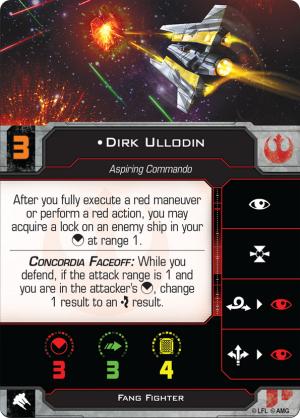 3
•Dirk Ullodin
Aspiring Commando
After you fully execute a red maneuver
or perform a red action, you may
acquire a lock on an enemy ship in your
at range 1.
Concordia Faceoff: While you
defend, if the attack range is 1 and
you are in the attacker's , change
1 result to an result.
3 3 4
Fang Fighter
© LFL © AMG